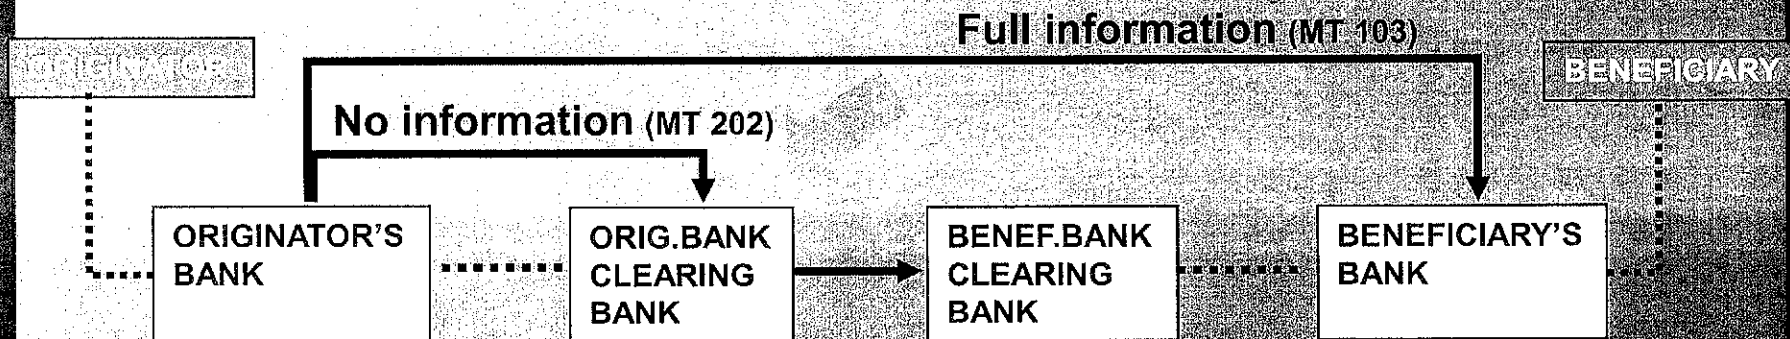 Full information (MT 103)
ORIGINATOR
BENEFICIARY
No information (MT 202)
ORIGINATOR'S
BANK
ORIG.BANK
CLEARING
BANK
BENEF.BANK
CLEARING
BANK
BENEFICIARY'S
BANK